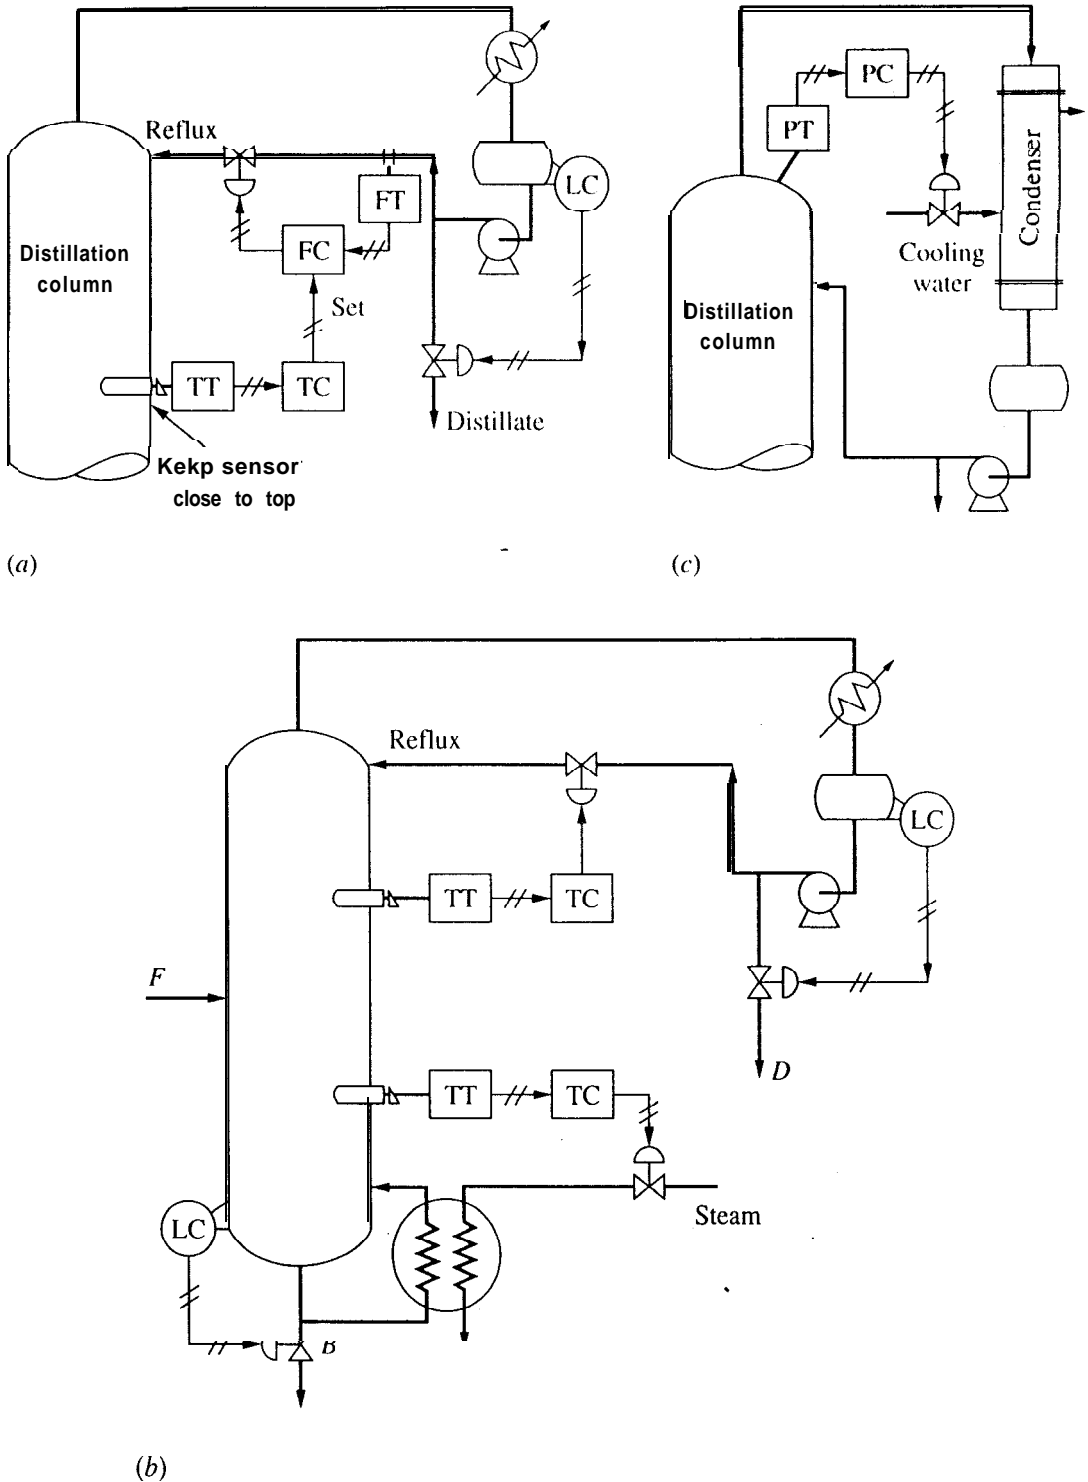 Reflux
LC
FT
FC
Distillation
column
Set
TT
TC
Distillate
Kekp sensor
close to top
(a)
PC
PT
Condenser
Cooling
water
Distillation
column
(c)
Reflux
LC
TT
TC
F
D
TT
TC
Steam
LC
B
(b)